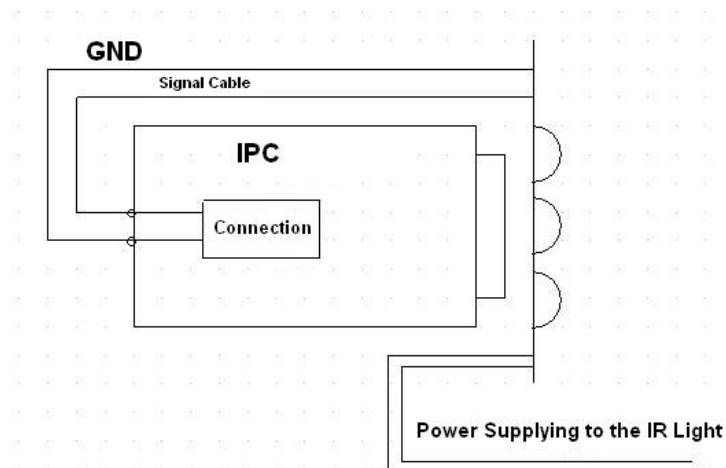 GND
Signal Cable
IPC
Connection
Power Supplying to the IR Light